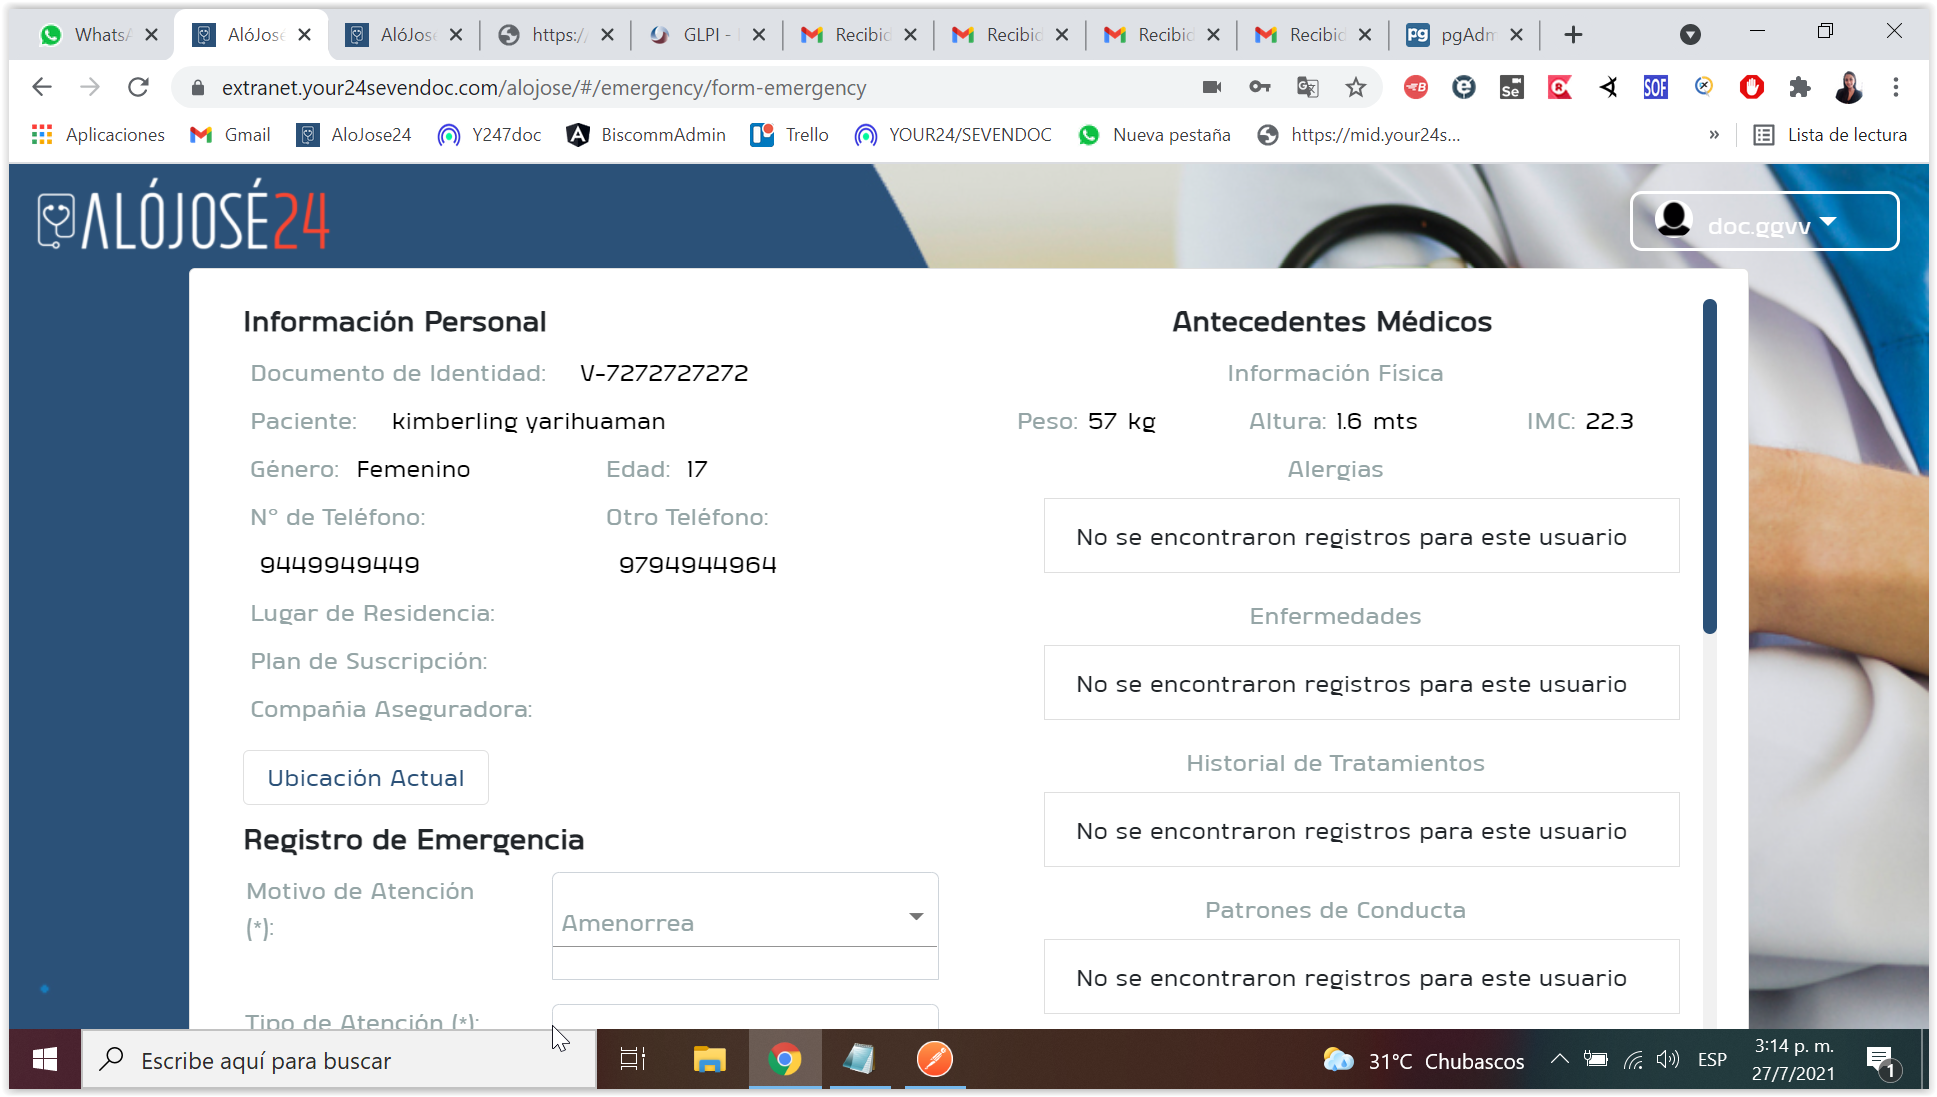 WhatsA
AlóJosé
AlóJosé
https:/
GLPI -
Recibid
Recibid
Recibid
Recibid
pgAdm
extranet.your24sevendoc.com/alojose/#/emergency/form-emergency
Aplicaciones
Gmail
AloJose24
Y247doc
BiscommAdmin
Trello
YOUR24/SEVENDOC
Nueva pestaña
https://mid.your24s...
»
Lista de lectura
ALÓJOSÉ24
doc.ggvv
Información Personal
Documento de Identidad: V-7272727272
Paciente: kimberling yarihuaman
Género: Femenino Edad: 17
N° de Teléfono: Otro Teléfono:
9449949449 9794944964
Lugar de Residencia:
Plan de Suscripción:
Compañia Aseguradora:
Ubicación Actual
Registro de Emergencia
Motivo de Atención
(*):
Amenorrea
Tipo de Atención (*):
Antecedentes Médicos
Información Física
Peso: 57 kg Altura: 1.6 mts IMC: 22.3
Alergias
No se encontraron registros para este usuario
Enfermedades
No se encontraron registros para este usuario
Historial de Tratamientos
No se encontraron registros para este usuario
Patrones de Conducta
No se encontraron registros para este usuario
Escribe aquí para buscar
31°C Chubascos
ESP
3:14 p. m.
27/7/2021
1